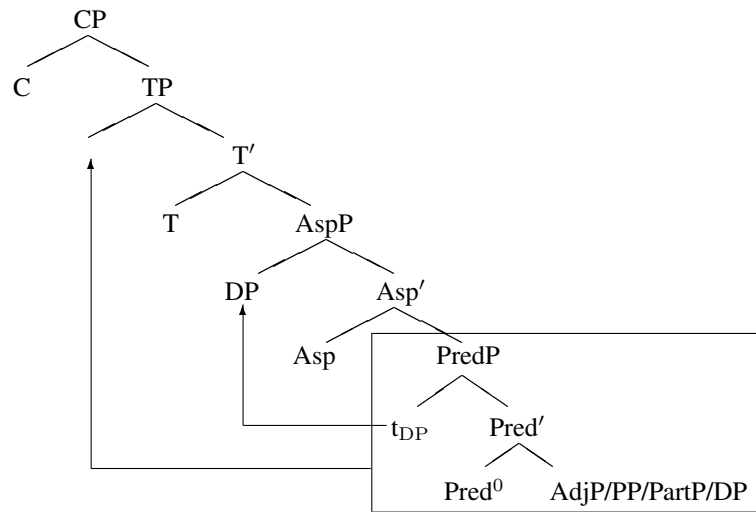 CP
C TP
T′
T AspP
DP Asp′
Asp PredP
t_DP Pred′
Pred⁰ AdjP/PP/PartP/DP